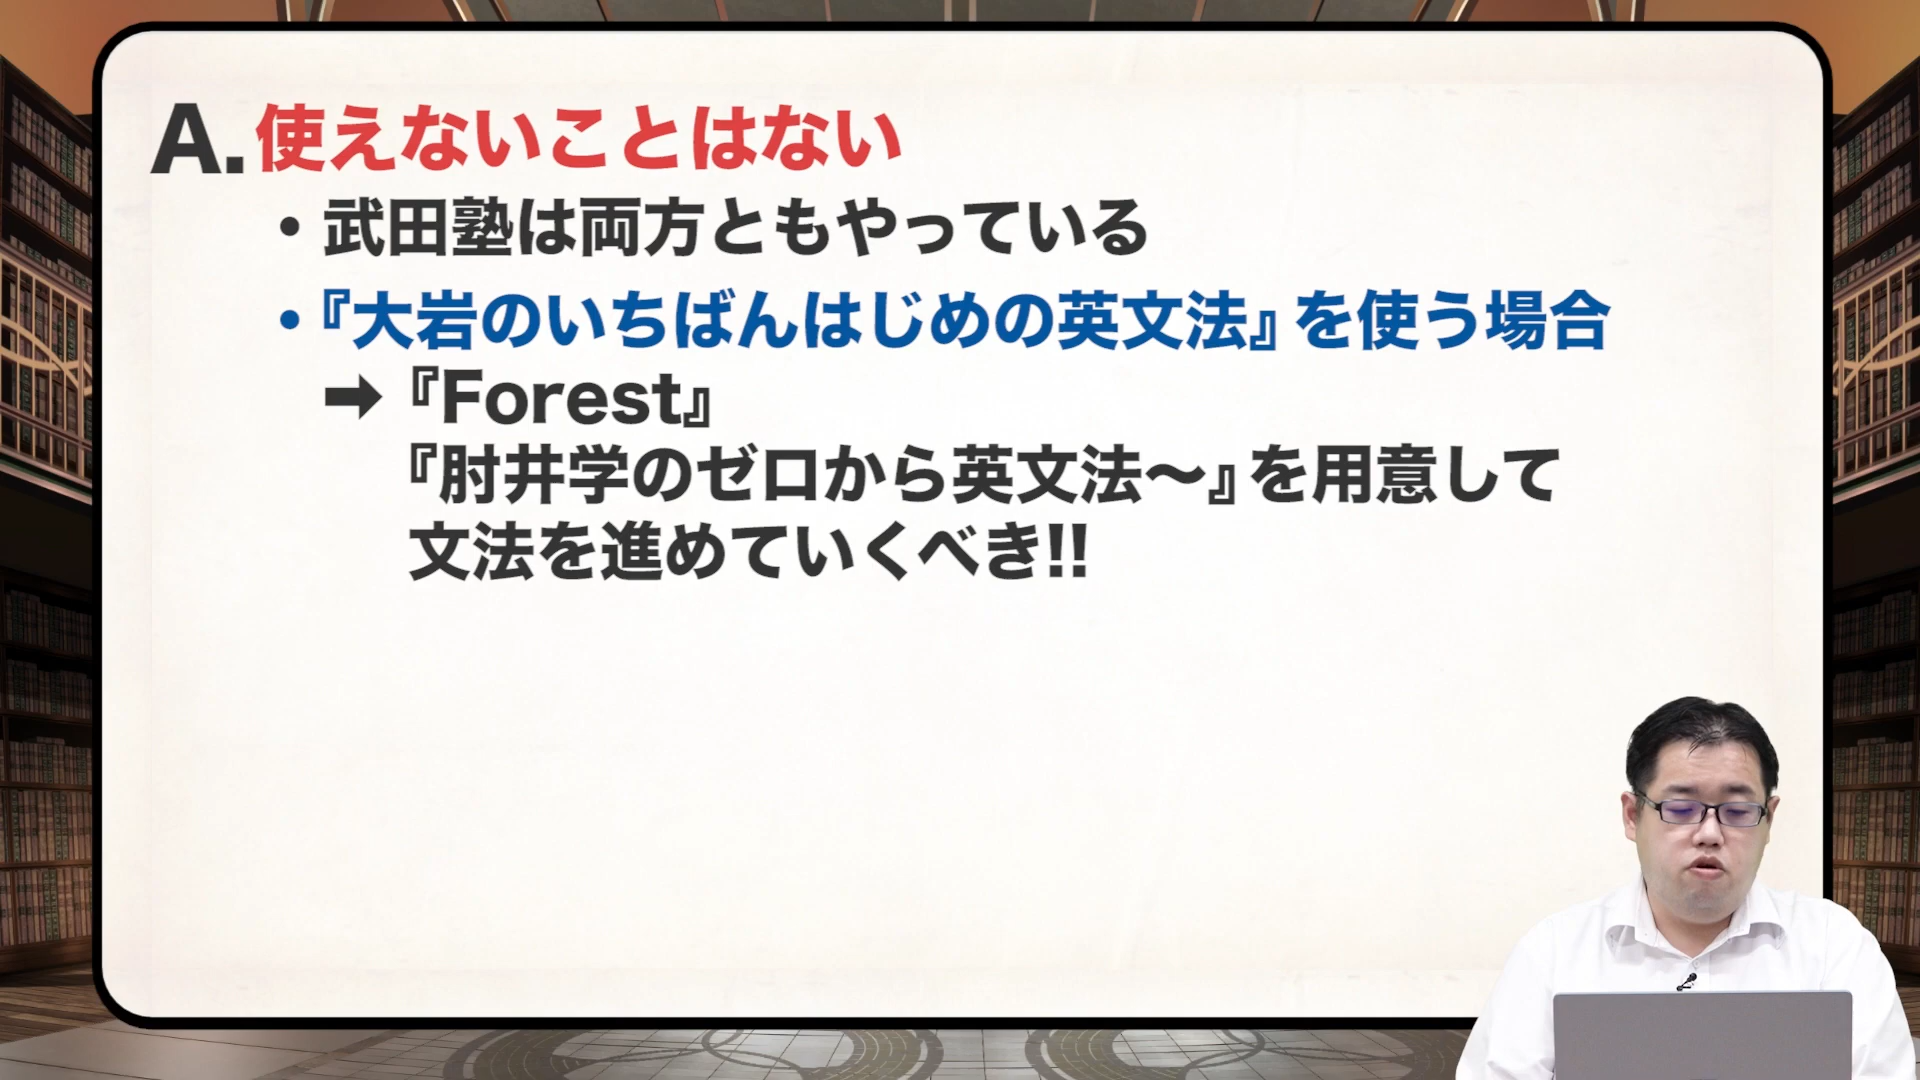 A.使えないことはない
・武田塾は両方ともやっている
・『大岩のいちばんはじめの英文法』を使う場合
➡『Forest』
『肘井学のゼロから英文法〜』を用意して
文法を進めていくべき!!